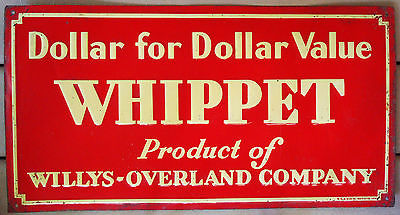 Dollar for Dollar Value
WHIPPET
Product of
WILLYS-OVERLAND COMPANY